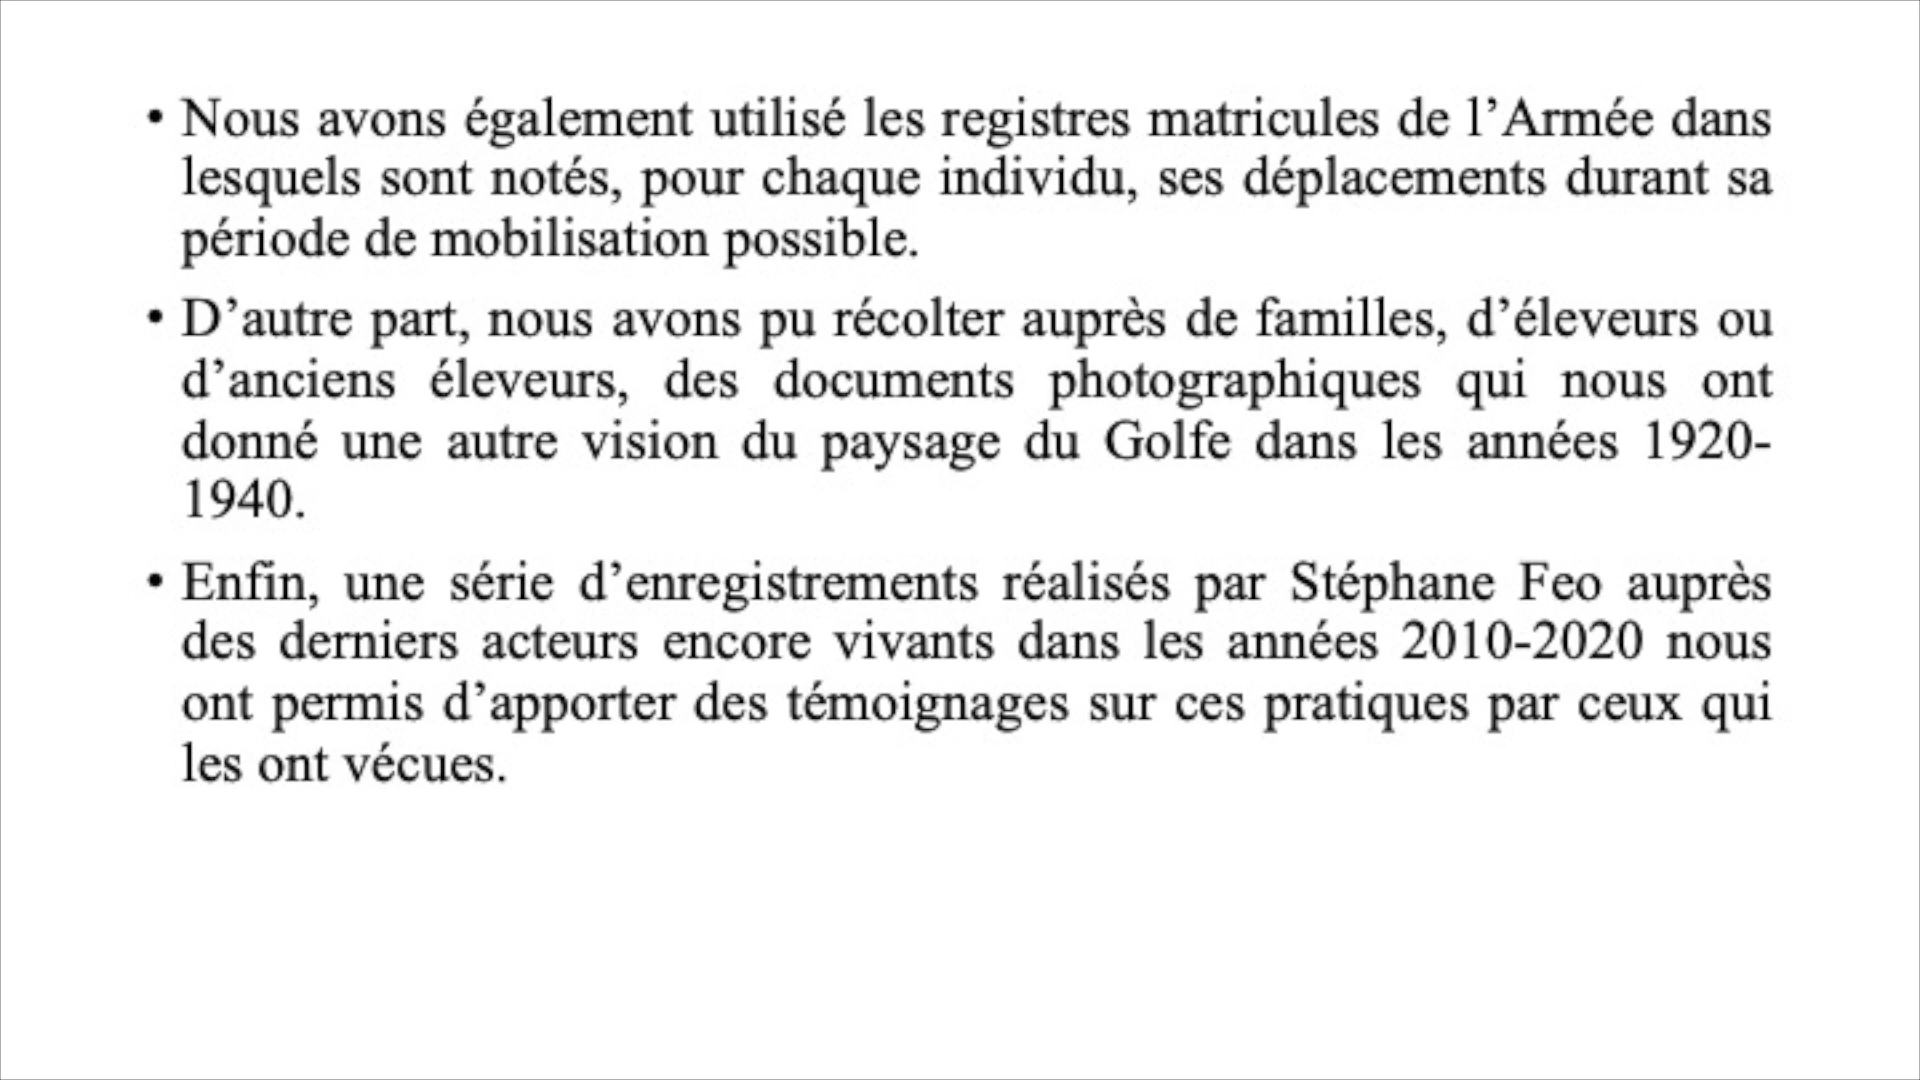 • Nous avons également utilisé les registres matricules de l’Armée dans
lesquels sont notés, pour chaque individu, ses déplacements durant sa
période de mobilisation possible.
• D’autre part, nous avons pu récolter auprès de familles, d’éleveurs ou
d’anciens éleveurs, des documents photographiques qui nous ont
donné une autre vision du paysage du Golfe dans les années 1920-
1940.
• Enfin, une série d’enregistrements réalisés par Stéphane Feo auprès
des derniers acteurs encore vivants dans les années 2010-2020 nous
ont permis d’apporter des témoignages sur ces pratiques par ceux qui
les ont vécues.